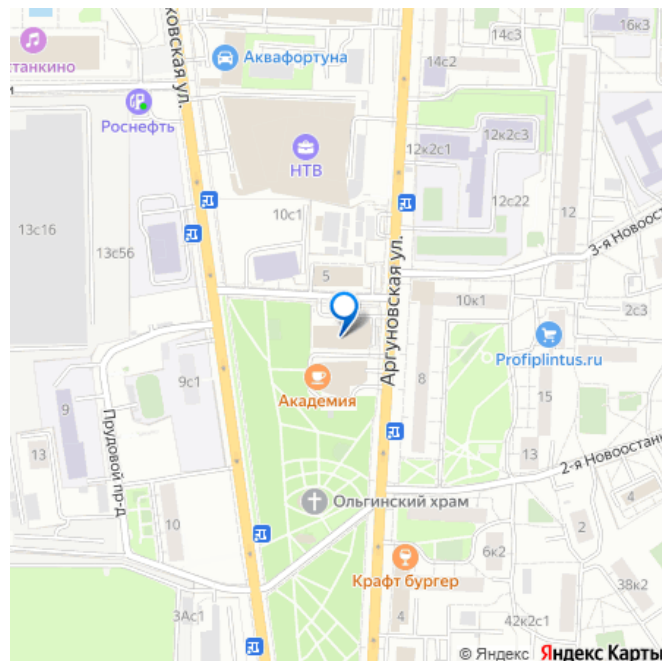 ковская ул.
станкино
и
Аквафортуна
Роснефть
НТВ
14с3
14с2
16к3
12к2с3
12к2с1
12с22
12
13с16
13с56
10с1
5
Аргуновская ул.
3-я Новоост
10к1
2с3
Profiplintus.ru
Академия
9с1
9
13
Прудовой пр-д
8
15
13
2-я Новоостан
4
Ольгинский храм
10
2
6к2
Крафт бургер
3Ас1
4
38к2
42к2с1
© Яндекс Яндекс Карты